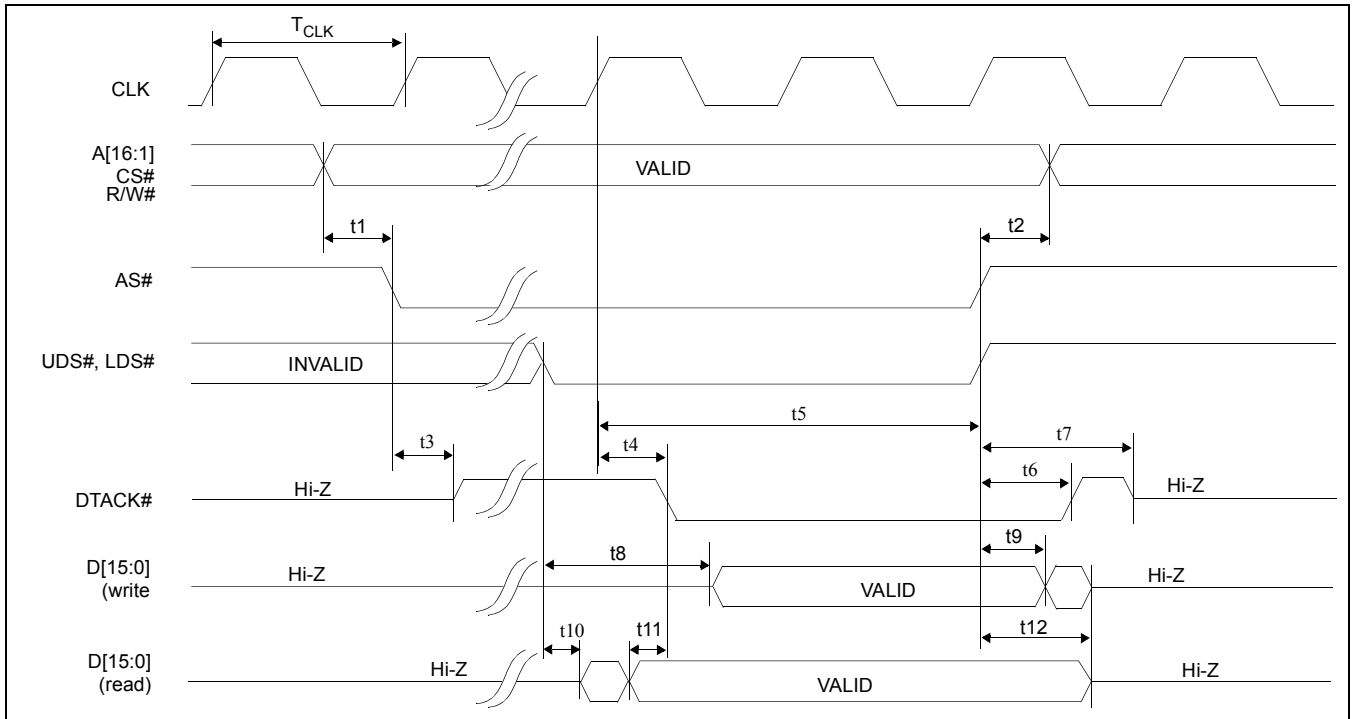 TCLK
CLK
A[16:1]
CS#
R/W#
VALID
t1
t2
AS#
UDS#, LDS#
INVALID
t5
t3
t4
t7
t6
DTACK#
Hi-Z
Hi-Z
t9
t8
D[15:0]
(write
Hi-Z
VALID
Hi-Z
t10
t11
t12
D[15:0]
(read)
Hi-Z
VALID
Hi-Z